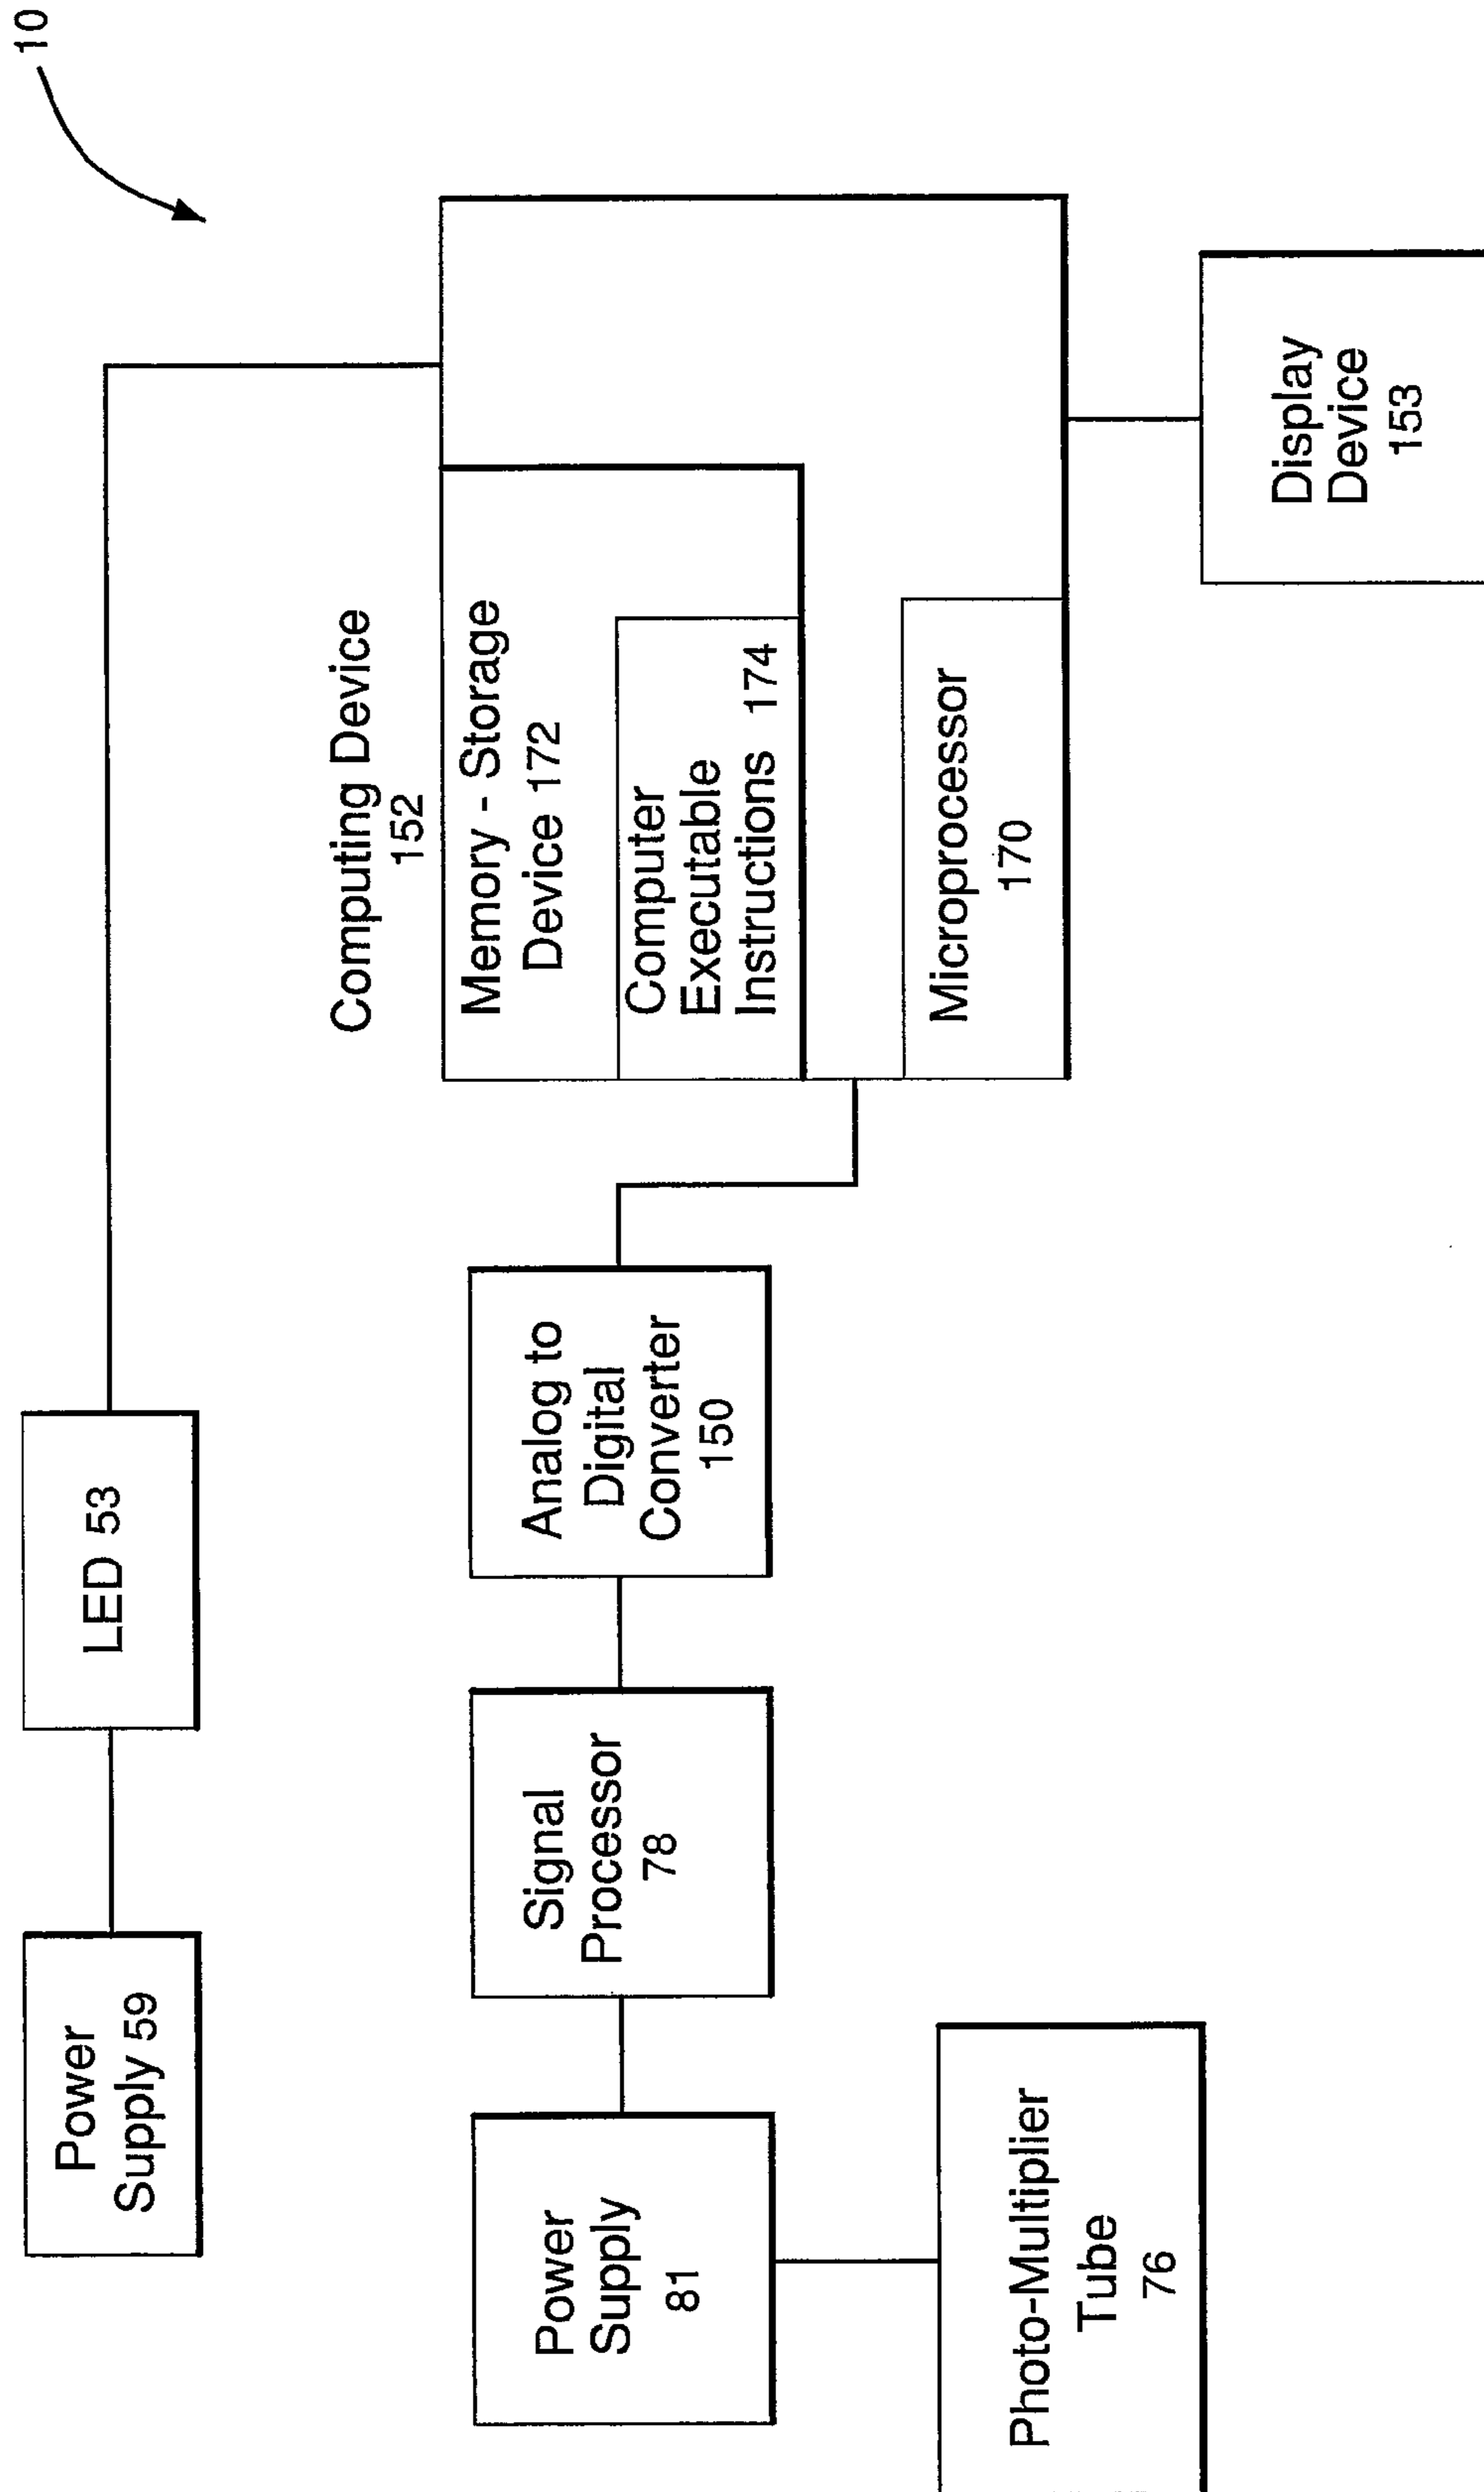 10
Power
Supply 59
LED 53
Computing Device
152
Memory - Storage
Device 172
Computer
Executable
Instructions 174
Microprocessor
170
Power
Supply
81
Signal
Processor
78
Analog to
Digital
Converter
150
Photo-Multiplier
Tube
76
Display
Device
153